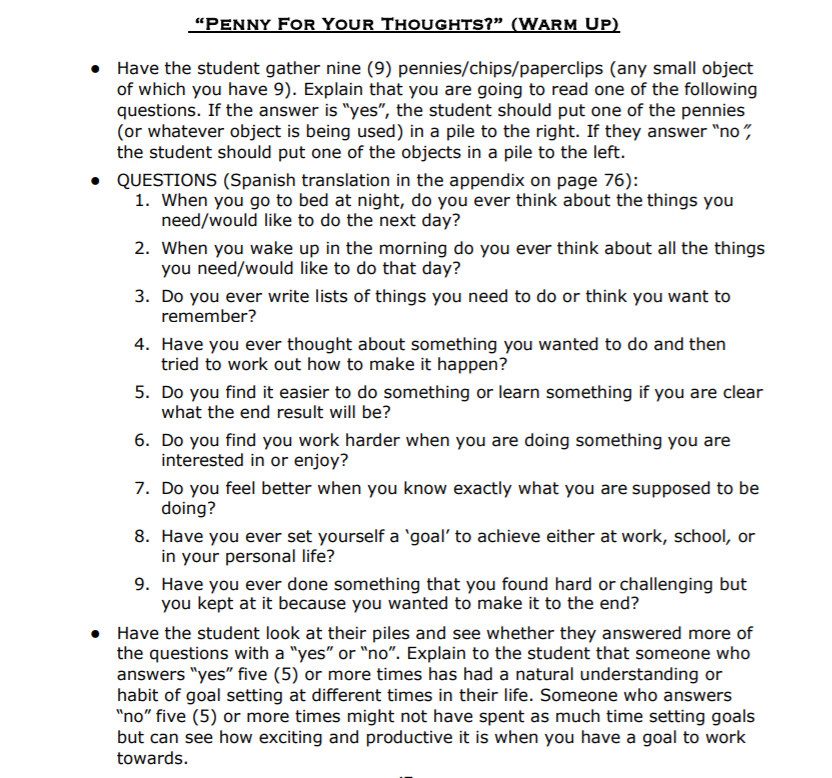 “PENNY FOR YOUR THOUGHTS?” (WARM UP)
• Have the student gather nine (9) pennies/chips/paperclips (any small object
of which you have 9). Explain that you are going to read one of the following
questions. If the answer is “yes”, the student should put one of the pennies
(or whatever object is being used) in a pile to the right. If they answer “no”,
the student should put one of the objects in a pile to the left.
• QUESTIONS (Spanish translation in the appendix on page 76):
1. When you go to bed at night, do you ever think about the things you
need/would like to do the next day?
2. When you wake up in the morning do you ever think about all the things
you need/would like to do that day?
3. Do you ever write lists of things you need to do or think you want to
remember?
4. Have you ever thought about something you wanted to do and then
tried to work out how to make it happen?
5. Do you find it easier to do something or learn something if you are clear
what the end result will be?
6. Do you find you work harder when you are doing something you are
interested in or enjoy?
7. Do you feel better when you know exactly what you are supposed to be
doing?
8. Have you ever set yourself a ‘goal’ to achieve either at work, school, or
in your personal life?
9. Have you ever done something that you found hard or challenging but
you kept at it because you wanted to make it to the end?
• Have the student look at their piles and see whether they answered more of
the questions with a “yes” or “no”. Explain to the student that someone who
answers “yes” five (5) or more times has had a natural understanding or
habit of goal setting at different times in their life. Someone who answers
“no” five (5) or more times might not have spent as much time setting goals
but can see how exciting and productive it is when you have a goal to work
towards.